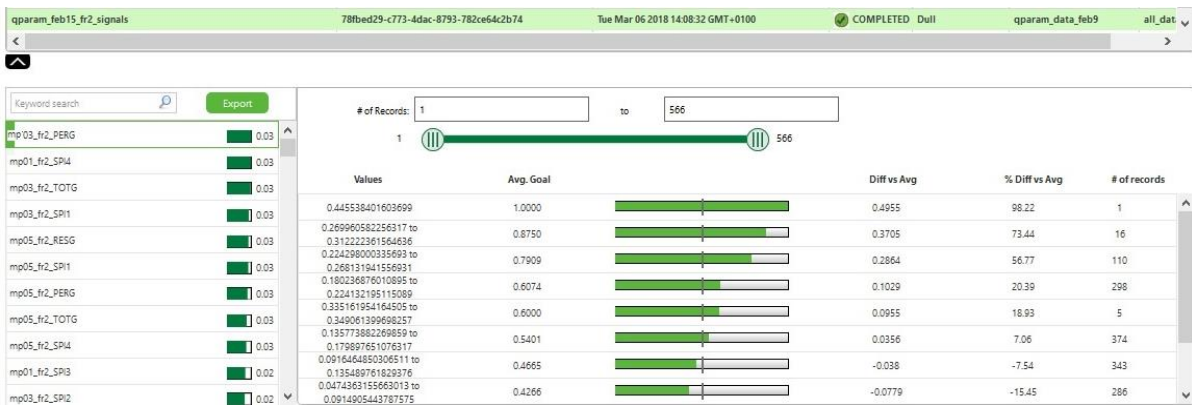 qparam_feb15_fr2_signals 78fbed29-c773-4dac-8793-782ce64c2b74 Tue Mar 06 2018 14:08:32 GMT+0100 COMPLETED Dull qparam_data_feb9 all_dat
Keyword search Export
# of Records: 1 to 566
1 566
mp03_fr2_PERG 0.03
mp01_fr2_SPI4 0.03
mp03_fr2_TOTG 0.03
mp03_fr2_SPI1 0.03
mp05_fr2_RESG 0.03
mp05_fr2_SPI1 0.03
mp05_fr2_PERG 0.03
mp05_fr2_TOTG 0.03
mp05_fr2_SPI4 0.03
mp01_fr2_SPI3 0.02
mp03_fr2_SPI2 0.02
Values Avg. Goal Diff vs Avg % Diff vs Avg # of records
0.445538401603699 1.0000 0.4955 98.22 1
0.269960582256317 to
0.312222361564636 0.8750 0.3705 73.44 16
0.224298000335693 to
0.268131941556931 0.7909 0.2864 56.77 110
0.180236876010895 to
0.224132195115089 0.6074 0.1029 20.39 298
0.335161954164505 to
0.349061399698257 0.6000 0.0955 18.93 5
0.135773882269859 to
0.179897651076317 0.5401 0.0356 7.06 374
0.0916464850306511 to
0.135489761829376 0.4665 -0.038 -7.54 343
0.0474363155663013 to
0.0914905443787575 0.4266 -0.0779 -15.45 286